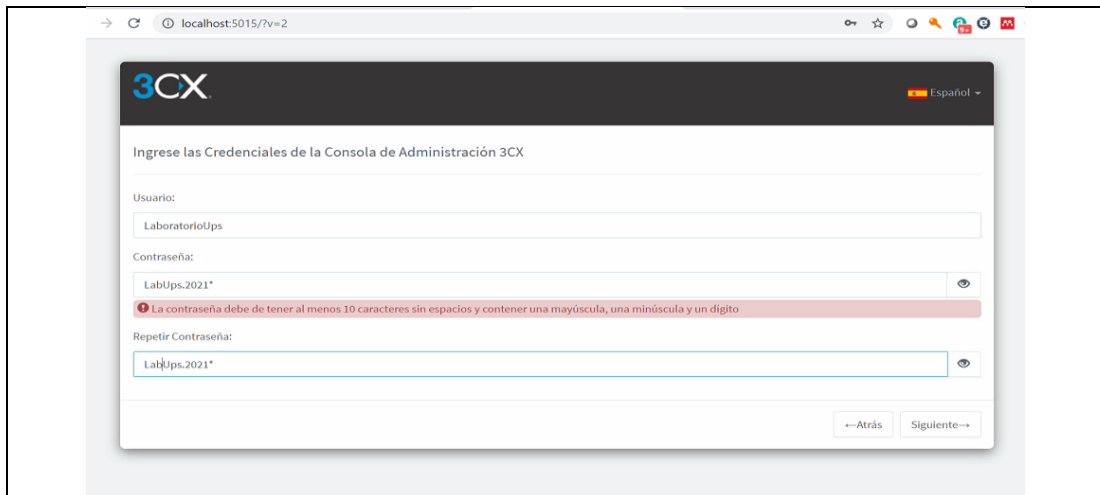 localhost:5015/?v=2
9+
3CX.
Español
Ingrese las Credenciales de la Consola de Administración 3CX
Usuario:
LaboratorioUps
Contraseña:
LabUps.2021*
La contraseña debe de tener al menos 10 caracteres sin espacios y contener una mayúscula, una minúscula y un dígito
Repetir Contraseña:
LabUps.2021*
←Atrás Siguiente→